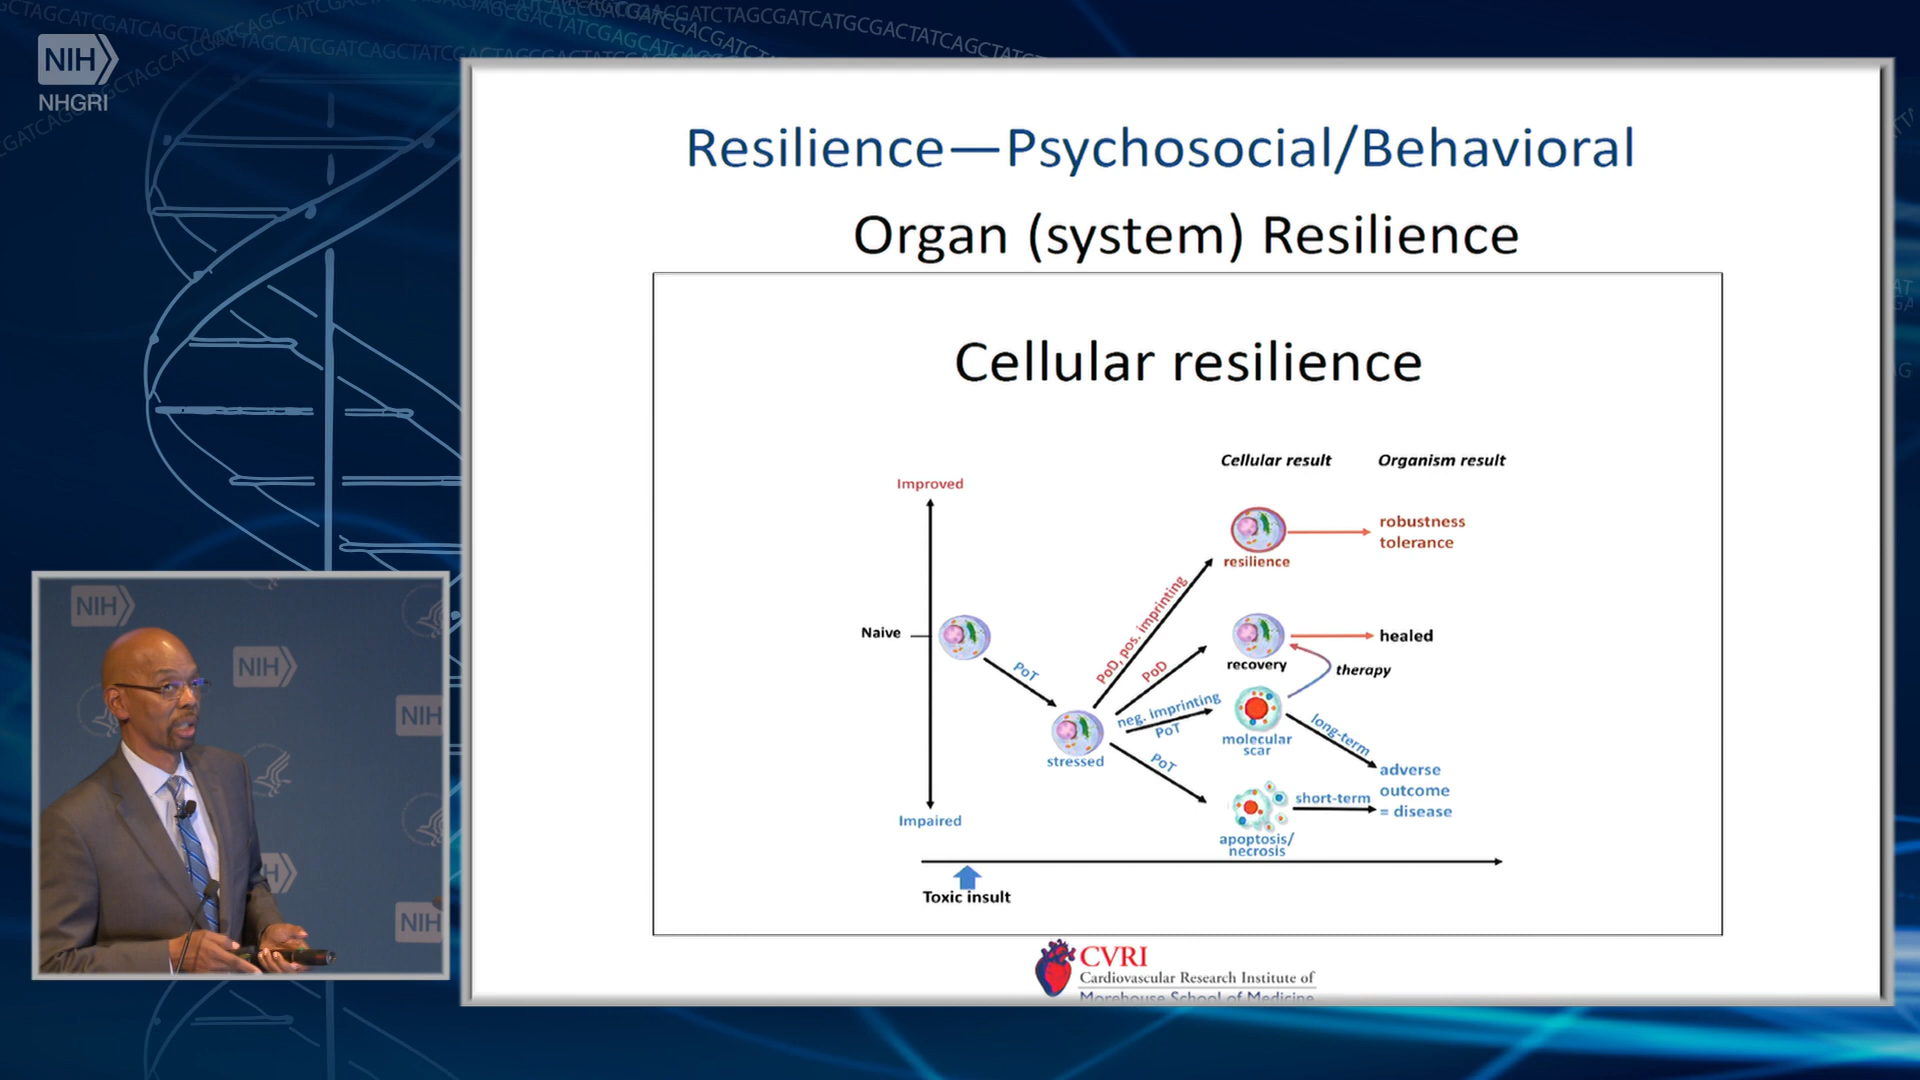 NIH
NHGRI
Resilience—Psychosocial/Behavioral
Organ (system) Resilience
Cellular resilience
Cellular result
Organism result
Improved
robustness
tolerance
resilience
PoD, pos. imprinting
Naive
PoT
PoD
healed
recovery
therapy
neg. imprinting
PoT
molecular
scar
long-term
stressed
PoT
adverse
outcome
= disease
short-term
Impaired
apoptosis/
necrosis
Toxic insult
CVRI
Cardiovascular Research Institute of
Morehouse School of Medicine
NIH
NIH
NIH
NIH